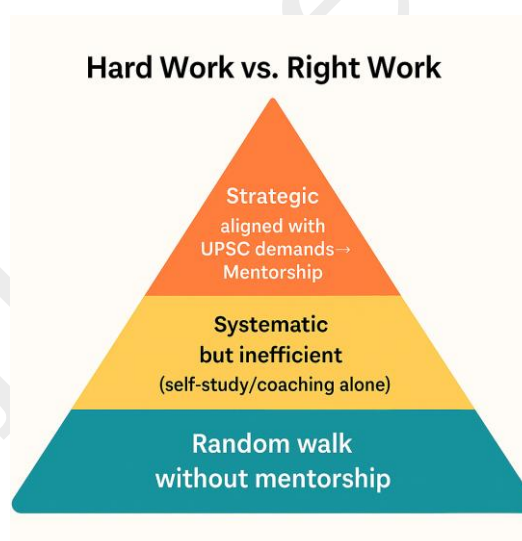 Hard Work vs. Right Work
Strategic
aligned with
UPSC demands→
Mentorship
Systematic
but inefficient
(self-study/coaching alone)
Random walk
without mentorship